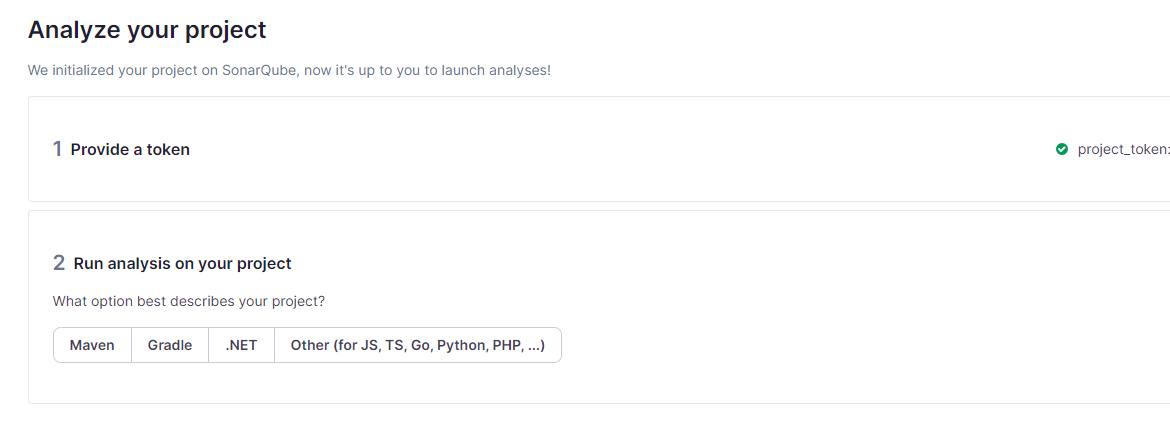 Analyze your project
We initialized your project on SonarQube, now it's up to you to launch analyses!
1 Provide a token
project_token:
2 Run analysis on your project
What option best describes your project?
Maven
Gradle
.NET
Other (for JS, TS, Go, Python, PHP, ...)